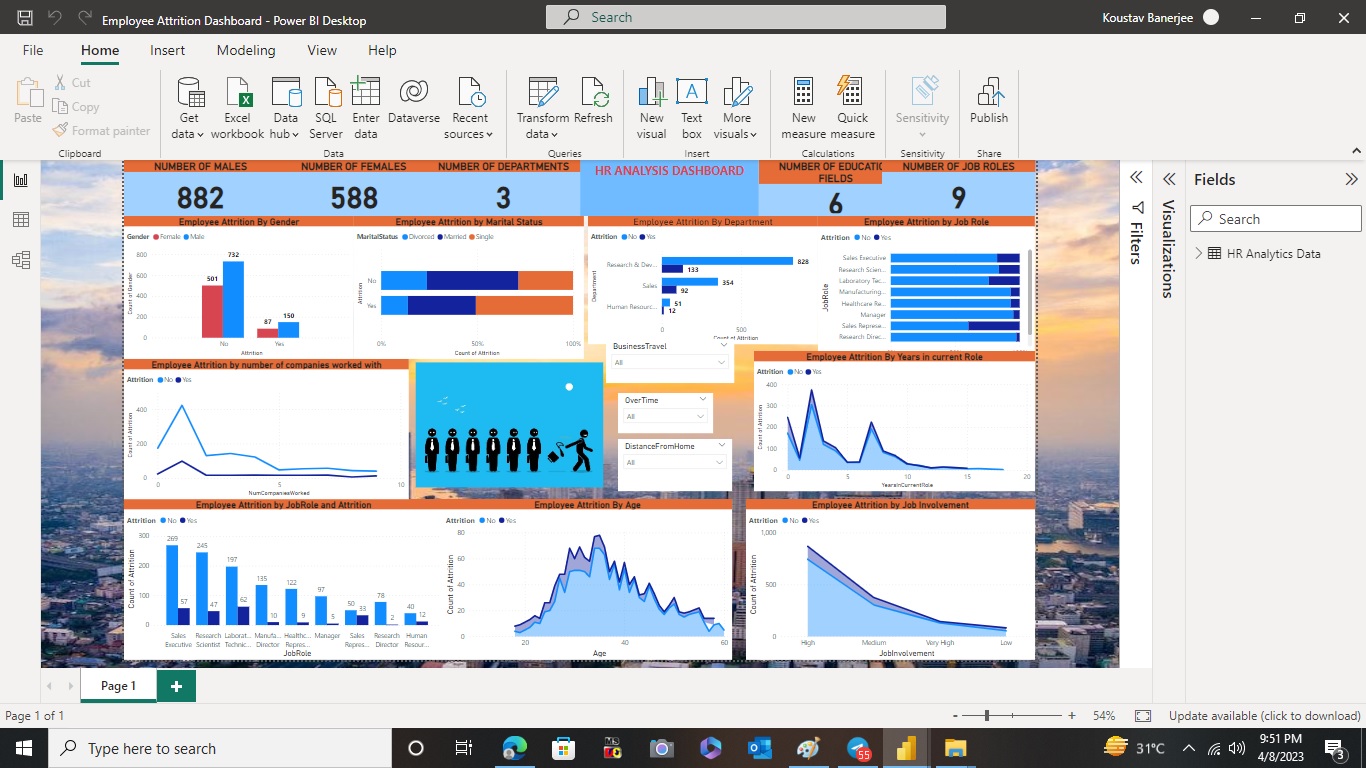 Employee Attrition Dashboard - Power BI Desktop
Search
Koustav Banerjee
File Home Insert Modeling View Help
Paste
Cut
Copy
Format painter
Clipboard
Get data
Excel workbook
Data hub
SQL Server
Enter data
Dataverse
Recent sources
Data
Transform data
Refresh
Queries
New visual
Text box
More visuals
Insert
New measure
Quick measure
Calculations
Sensitivity
Sensitivity
Publish
Share
NUMBER OF MALES
882
NUMBER OF FEMALES
588
NUMBER OF DEPARTMENTS
3
HR ANALYSIS DASHBOARD
NUMBER OF EDUCATIC
FIELDS
6
NUMBER OF JOB ROLES
9
Employee Attrition By Gender
Gender Female Male
Count of Gender
800
600
400
200
0
501 732
87 150
No Yes
Attrition
Employee Attrition by Marital Status
MaritalStatus Divorced Married Single
Attrition
No
Yes
0% 50% 100%
Count of Attrition
Employee Attrition By Department
Attrition No Yes
Department
Research & Dev... 828
133
Sales 354
92
Human Resourc... 51
12
0 500
Count of Attrition
Employee Attrition by Job Role
Attrition No Yes
JobRole
Sales Executive
Research Scien...
Laboratory Tec...
Manufacturing...
Healthcare Re...
Manager
Sales Represe...
Research Direc...
Employee Attrition by number of companies worked with
Attrition No Yes
Count of Attrition
400
200
0
0 5 10
NumCompaniesWorked
BusinessTravel
All
OverTime
All
DistanceFromHome
All
Employee Attrition By Years in current Role
Attrition No Yes
Count of Attrition
400
300
200
100
0
0 5 10 15 20
YearsInCurrentRole
Employee Attrition by JobRole and Attrition
Attrition No Yes
Count of Attrition
300
200
100
0
269 57 245 47 197 62 135 10 122 9 97 5 50 33 78 2 40 12
Sales Executive
Research Scientist
Laborat... Technic...
Manufa... Director
Healthc... Repres...
Manager
Sales Repres...
Research Director
Human Resour...
JobRole
Employee Attrition By Age
Attrition No Yes
Count of Attrition
80
60
40
20
0
20 40 60
Age
Employee Attrition by Job Involvement
Attrition No Yes
Count of Attrition
1,000
500
0
High Medium Very High Low
JobInvolvement
Filters
Visualizations
Fields
Search
HR Analytics Data
Page 1
Page 1 of 1
- + 54%
Update available (click to download)
Type here to search
55
31°C
9:51 PM
4/8/2023
3